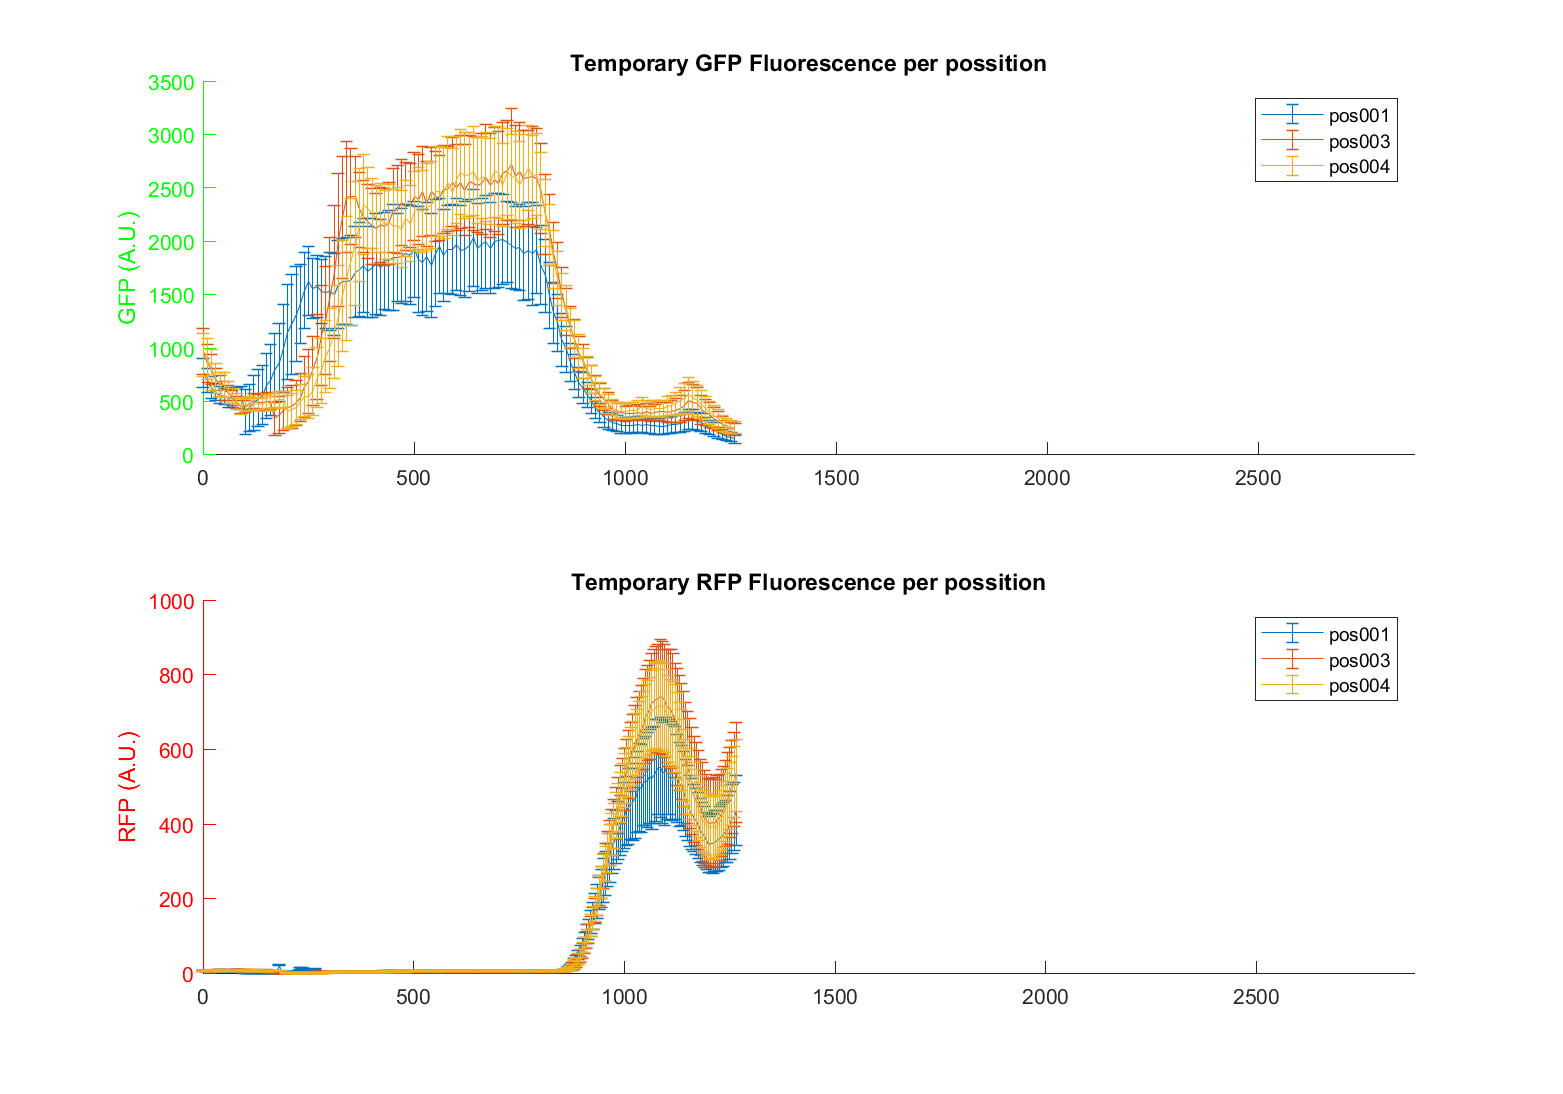 Temporary GFP Fluorescence per possition
GFP (A.U.)
3500
3000
2500
2000
1500
1000
500
0
0 500 1000 1500 2000 2500
pos001
pos003
pos004
Temporary RFP Fluorescence per possition
RFP (A.U.)
1000
800
600
400
200
0
0 500 1000 1500 2000 2500
pos001
pos003
pos004